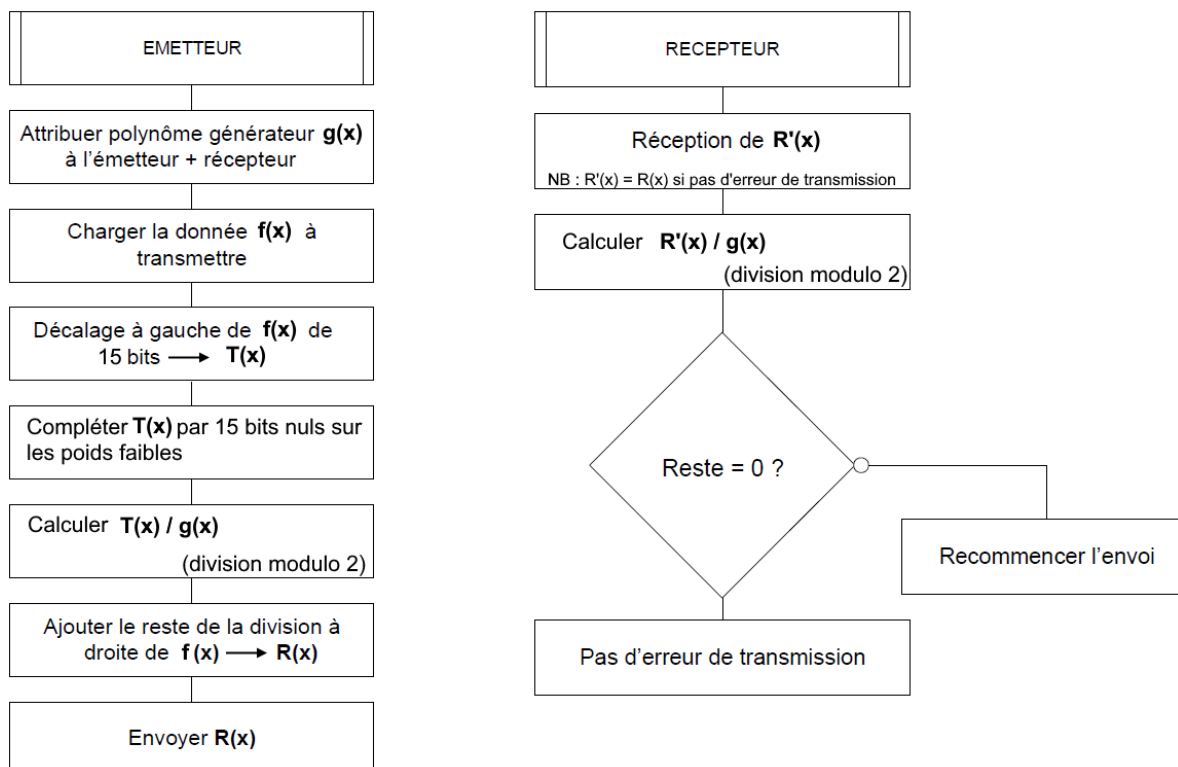 EMETTEUR
Attribuer polynôme générateur g(x)
à l'émetteur + récepteur
Charger la donnée f(x) à
transmettre
Décalage à gauche de f(x) de
15 bits → T(x)
Compléter T(x) par 15 bits nuls sur
les poids faibles
Calculer T(x) / g(x)
(division modulo 2)
Ajouter le reste de la division à
droite de f(x) → R(x)
Envoyer R(x)
RECEPTEUR
Réception de R'(x)
NB : R'(x) = R(x) si pas d'erreur de transmission
Calculer R'(x) / g(x)
(division modulo 2)
Reste = 0 ?
Recommencer l'envoi
Pas d'erreur de transmission